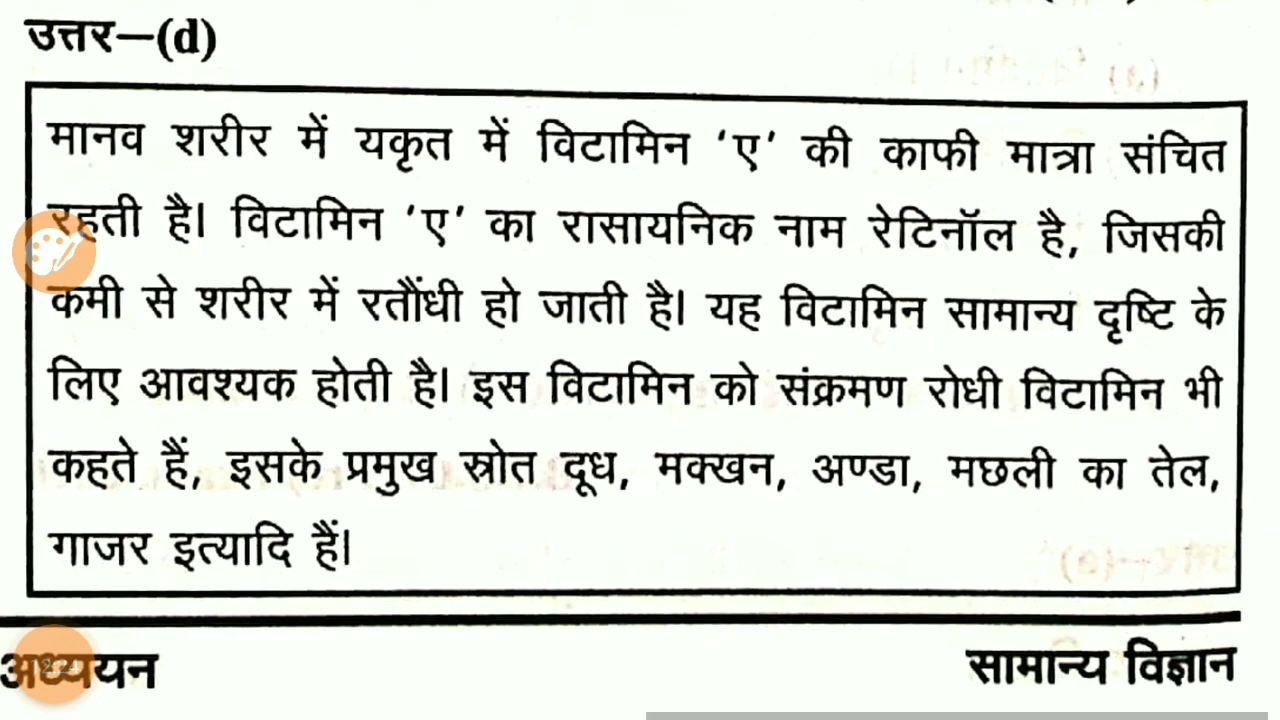 उत्तर—(d)
मानव शरीर में यकृत में विटामिन ‘ए’ की काफी मात्रा संचित
रहती है। विटामिन ’ए’ का रासायनिक नाम रेटिनॉल है, जिसकी
कमी से शरीर में रतौंधी हो जाती है। यह विटामिन सामान्य दृष्टि के
लिए आवश्यक होती है। इस विटामिन को संक्रमण रोधी विटामिन भी
कहते हैं, इसके प्रमुख स्रोत दूध, मक्खन, अण्डा, मछली का तेल,
गाजर इत्यादि हैं।
अध्ययन सामान्य विज्ञान